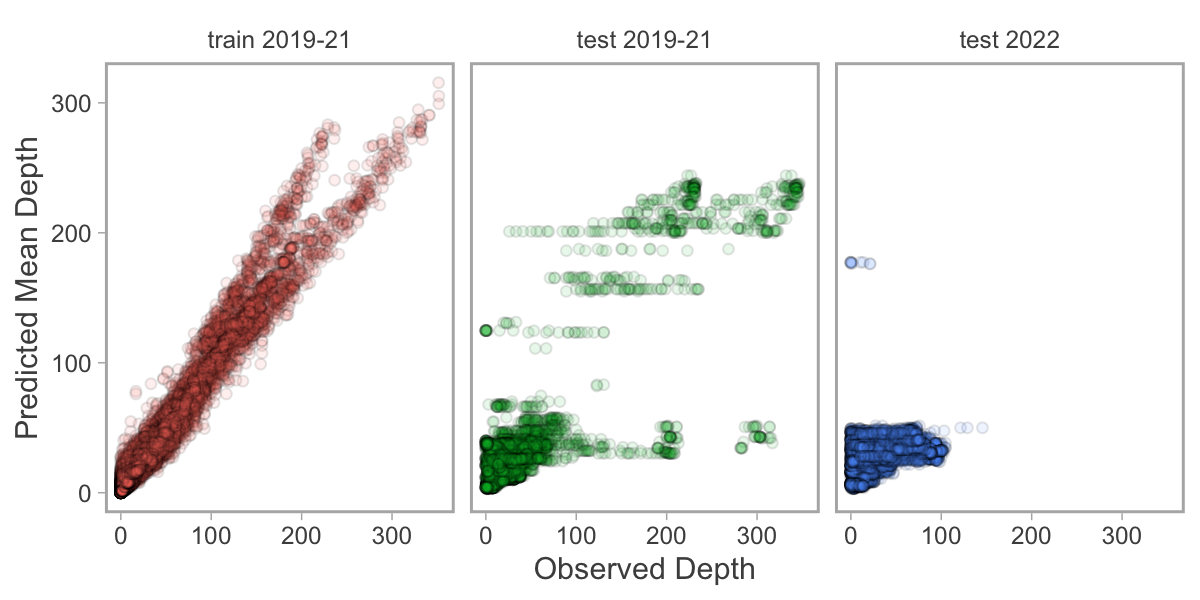 train 2019-21
test 2019-21
test 2022
Predicted Mean Depth
300
200
100
0
0 100 200 300
0 100 200 300
0 100 200 300
Observed Depth